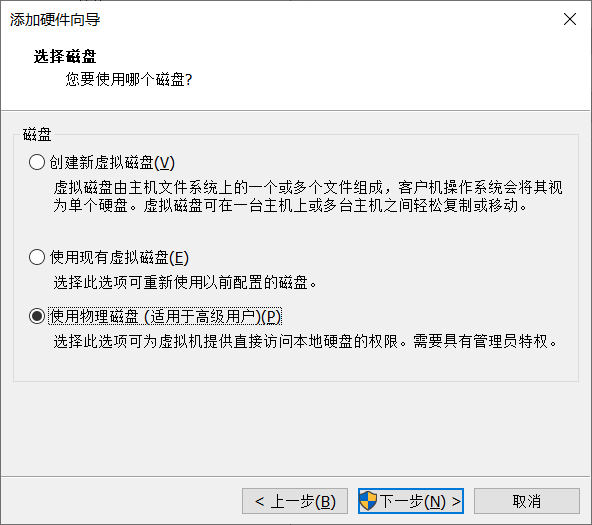 添加硬件向导
选择磁盘
您要使用哪个磁盘?
磁盘
创建新虚拟磁盘(V)
虚拟磁盘由主机文件系统上的一个或多个文件组成，客户机操作系统会将其视
为单个硬盘。虚拟磁盘可在一台主机上或多台主机之间轻松复制或移动。
使用现有虚拟磁盘(E)
选择此选项可重新使用以前配置的磁盘。
使用物理磁盘 (适用于高级用户)(P)
选择此选项可为虚拟机提供直接访问本地硬盘的权限。需要具有管理员特权。
< 上一步(B)
下一步(N) >
取消